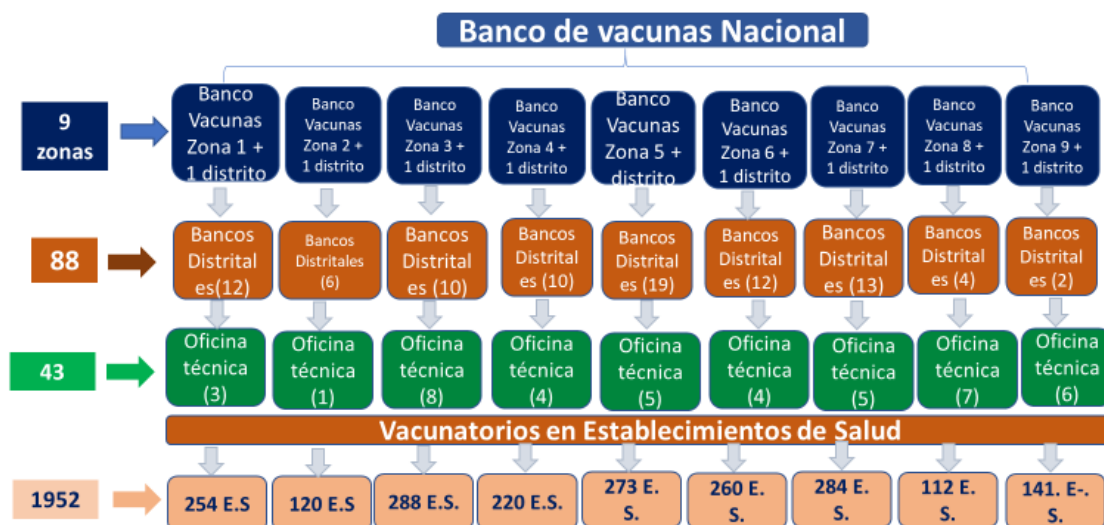 Banco de vacunas Nacional
9
zonas
Banco
Vacunas
Zona 1 +
1 distrito
Banco
Vacunas
Zona 2 +
1 distrito
Banco
Vacunas
Zona 3 +
1 distrito
Banco
Vacunas
Zona 4 +
1 distrito
Banco
Vacunas
Zona 5 +
distrito
Banco
Vacunas
Zona 6 +
1 distrito
Banco
Vacunas
Zona 7 +
1 distrito
Banco
Vacunas
Zona 8 +
1 distrito
Banco
Vacunas
Zona 9 +
1 distrito
88
Bancos
Distrital
es(12)
Bancos
Distritales
(6)
Bancos
Distrital
es (10)
Bancos
Distrital
es (10)
Bancos
Distrital
es (19)
Bancos
Distrital
es (12)
Bancos
Distrital
es (13)
Bancos
Distrital
es (4)
Bancos
Distrital
es (2)
43
Oficina
técnica
(3)
Oficina
técnica
(1)
Oficina
técnica
(8)
Oficina
técnica
(4)
Oficina
técnica
(5)
Oficina
técnica
(4)
Oficina
técnica
(5)
Oficina
técnica
(7)
Oficina
técnica
(6)
Vacunatorios en Establecimientos de Salud
1952
254 E.S
120 E.S
288 E.S.
220 E.S.
273 E.
S.
260 E.
S.
284 E.
S.
112 E.
S.
141. E-.
S.